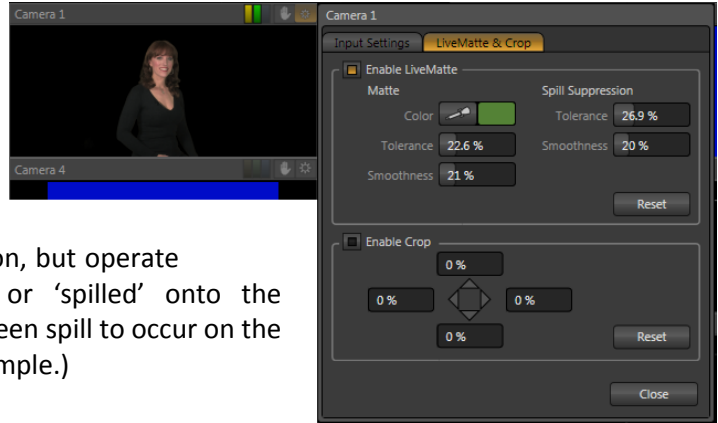 Camera 1
Camera 4
on, but operate
or ‘spilled’ onto the
een spill to occur on the
mple.)
Camera 1
Input Settings LiveMatte & Crop
Enable LiveMatte
Matte Spill Suppression
Color Tolerance 26.9 %
Tolerance 22.6 % Smoothness 20 %
Smoothness 21 %
Reset
Enable Crop
0 %
0 % 0 %
0 % Reset
Close